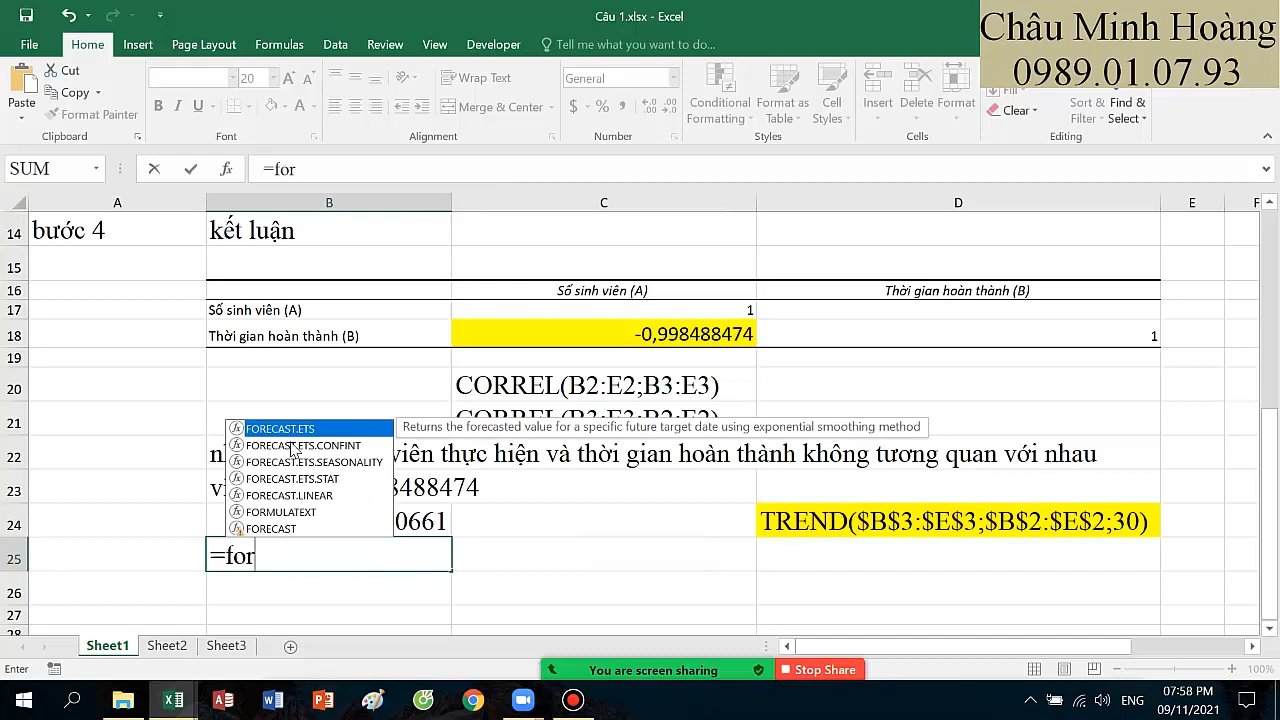 Câu 1.xlsx - Excel
Châu Minh Hoàng
0989.01.07.93
File Home Insert Page Layout Formulas Data Review View Developer Tell me what you want to do...
Paste
Cut
Copy
Format Painter
Clipboard
20
A A
B I U A
Font
Wrap Text
Merge & Center
Alignment
General
$ % ,
Number
Conditional Formatting
Format as Table
Cell Styles
Styles
Insert Delete Format
Cells
Fill
Clear
Sort & Filter
Find & Select
Editing
SUM fx =for
A B C D E F
14 bước 4 kết luận
15
16 Số sinh viên (A) Thời gian hoàn thành (B)
17 Số sinh viên (A) 1
18 Thời gian hoàn thành (B) -0,998488474 1
19
20 CORREL(B2:E2;B3:E3)
21
FORECAST.ETS Returns the forecasted value for a specific future target date using exponential smoothing method
FORECAST.ETS.CONFINT
FORECAST.ETS.SEASONALITY
FORECAST.ETS.STAT
FORECAST.LINEAR
FORMULATEXT
FORECAST
22 viên thực hiện và thời gian hoàn thành không tương quan với nhau
23 8488474
24 0661 TREND($B$3:$E$3;$B$2:$E$2;30)
25 =for
26
27
28
Sheet1 Sheet2 Sheet3
Enter
You are screen sharing Stop Share
100%
ENG
07:58 PM
09/11/2021